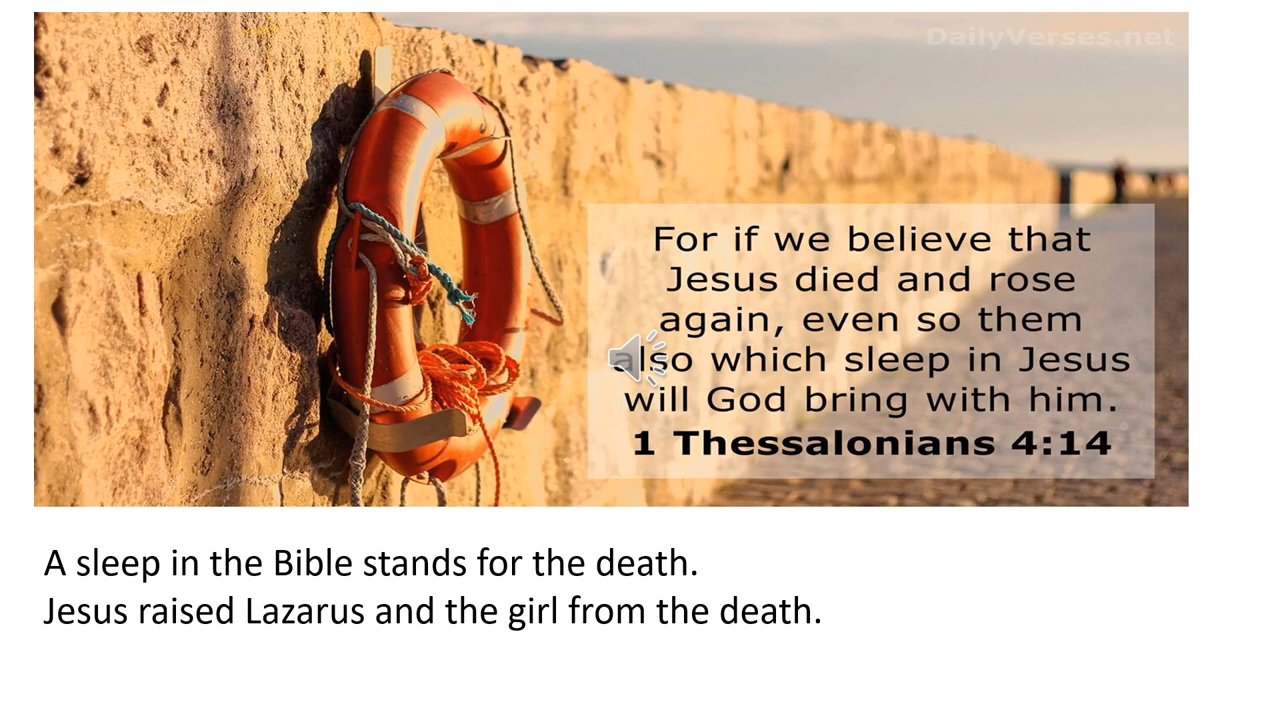 DailyVerses.net
For if we believe that
Jesus died and rose
again, even so them
also which sleep in Jesus
will God bring with him.
1 Thessalonians 4:14
A sleep in the Bible stands for the death.
Jesus raised Lazarus and the girl from the death.